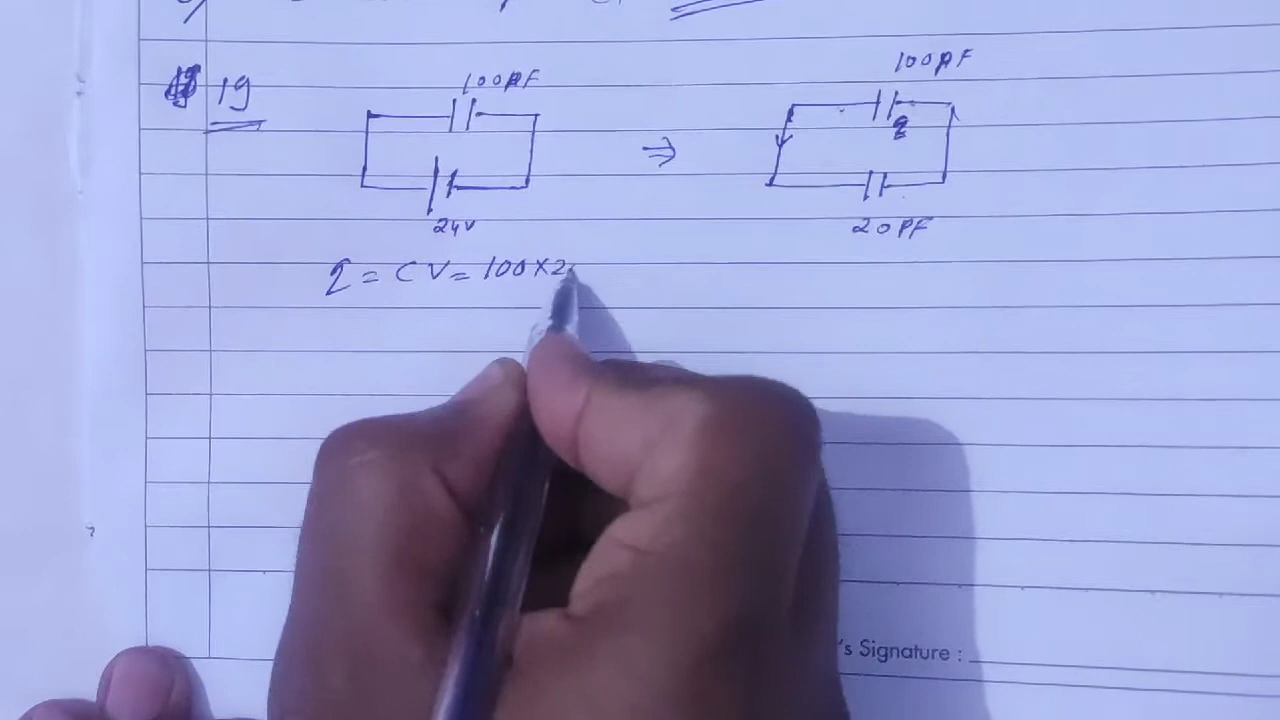 19
100pF
100pF
24V
20PF
q
q = CV = 100×2
's Signature :